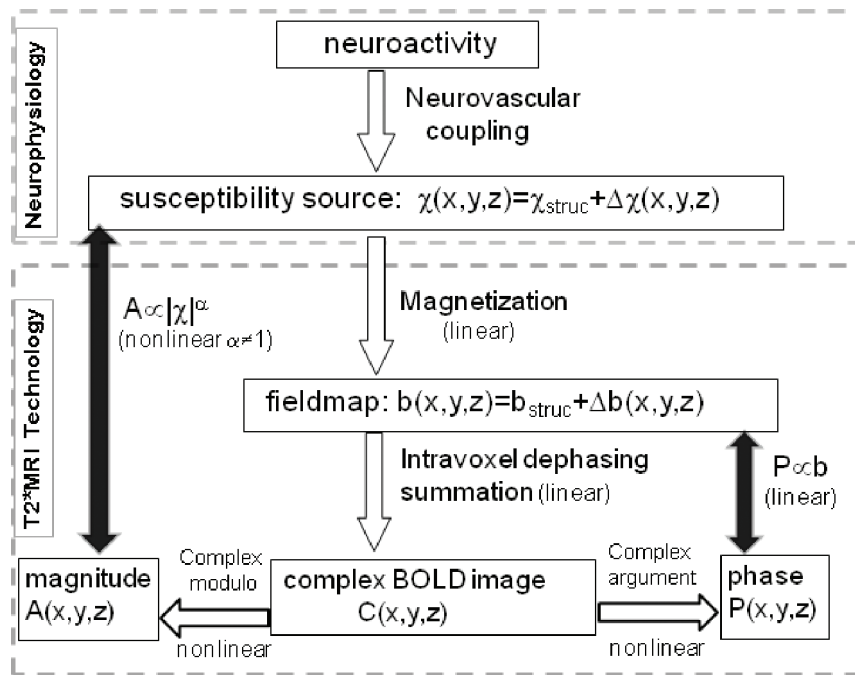 Neurophysiology
neuroactivity
Neurovascular
coupling
susceptibility source: χ(x,y,z)=χstruc+Δχ(x,y,z)
T2*MRI Technology
A∝|χ|^α
(nonlinear α≠1)
Magnetization
(linear)
fieldmap: b(x,y,z)=bstruc+Δb(x,y,z)
Intravoxel dephasing
summation (linear)
P∝b
(linear)
magnitude
A(x,y,z)
Complex
modulo
nonlinear
complex BOLD image
C(x,y,z)
Complex
argument
nonlinear
phase
P(x,y,z)